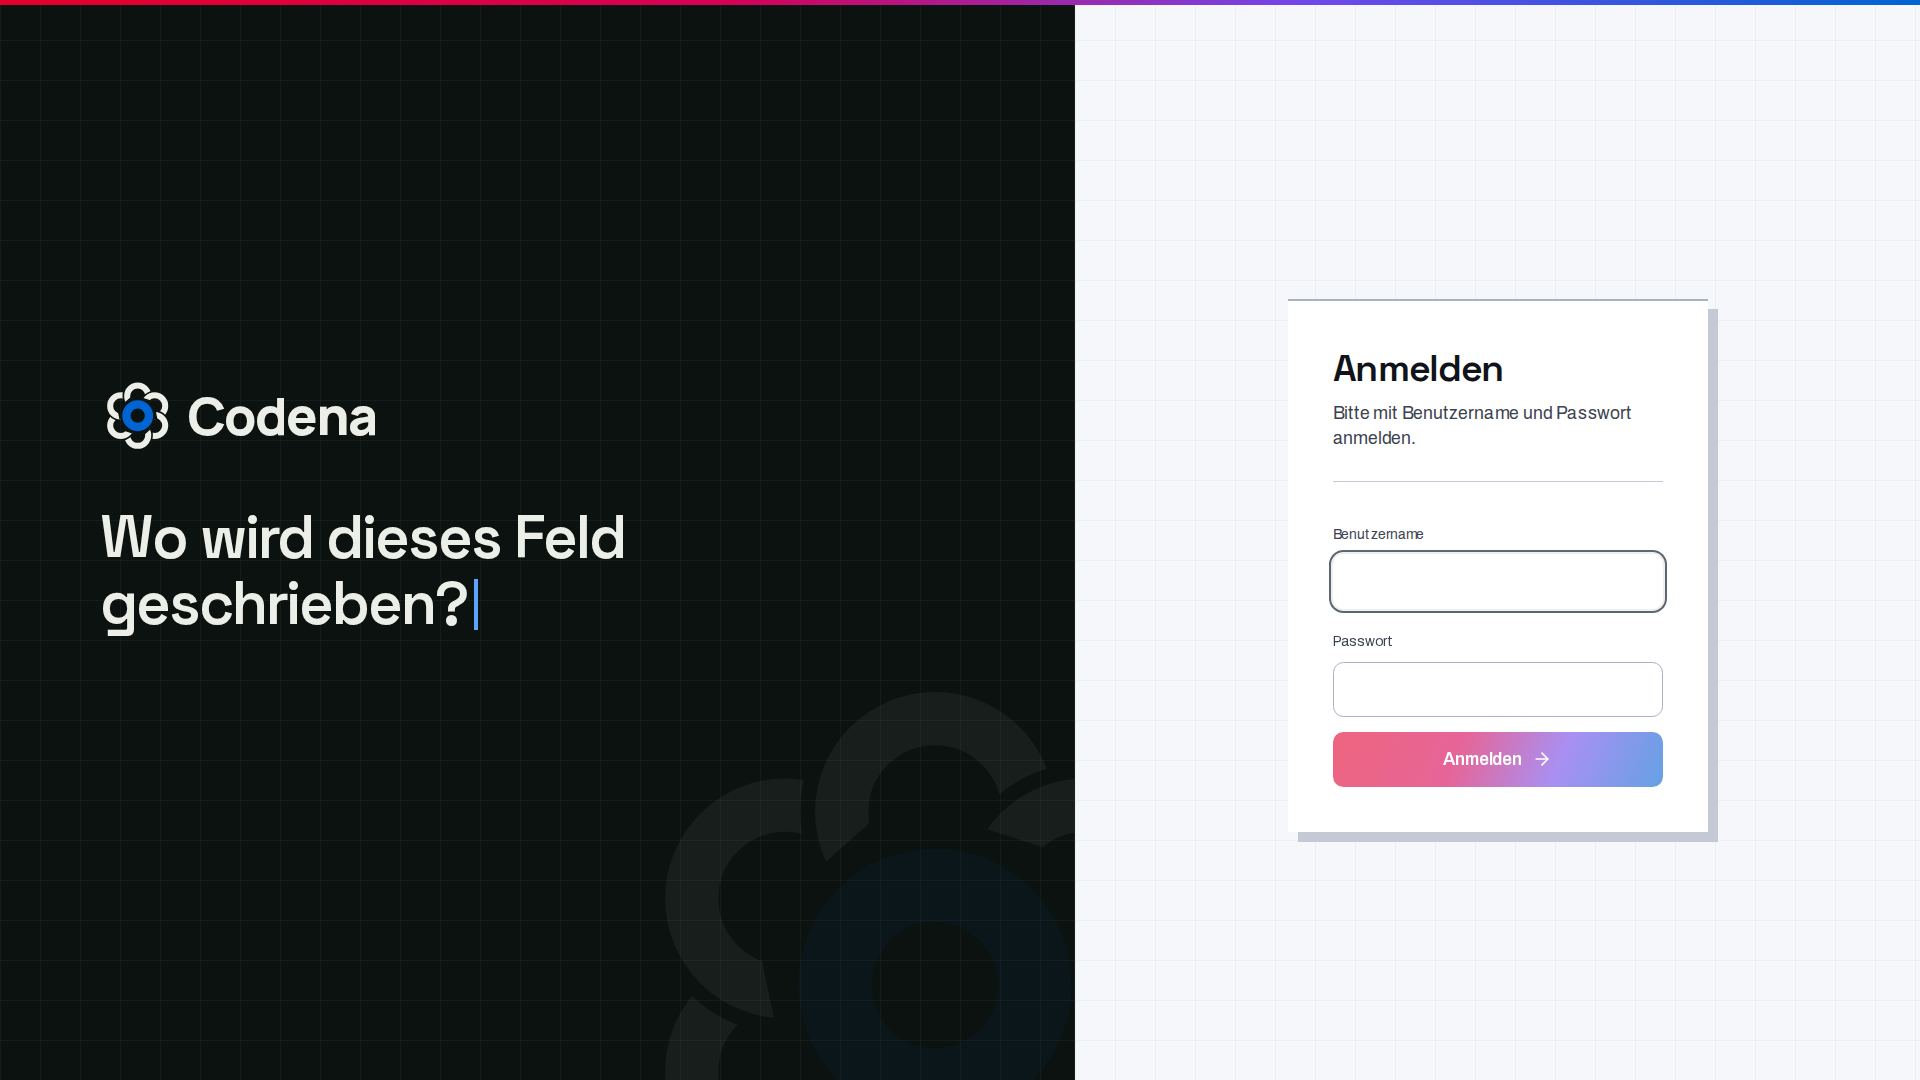 Codena
Wo wird dieses Feld
geschrieben?
Anmelden
Bitte mit Benutzername und Passwort
anmelden.
Benutzername
Passwort
Anmelden →